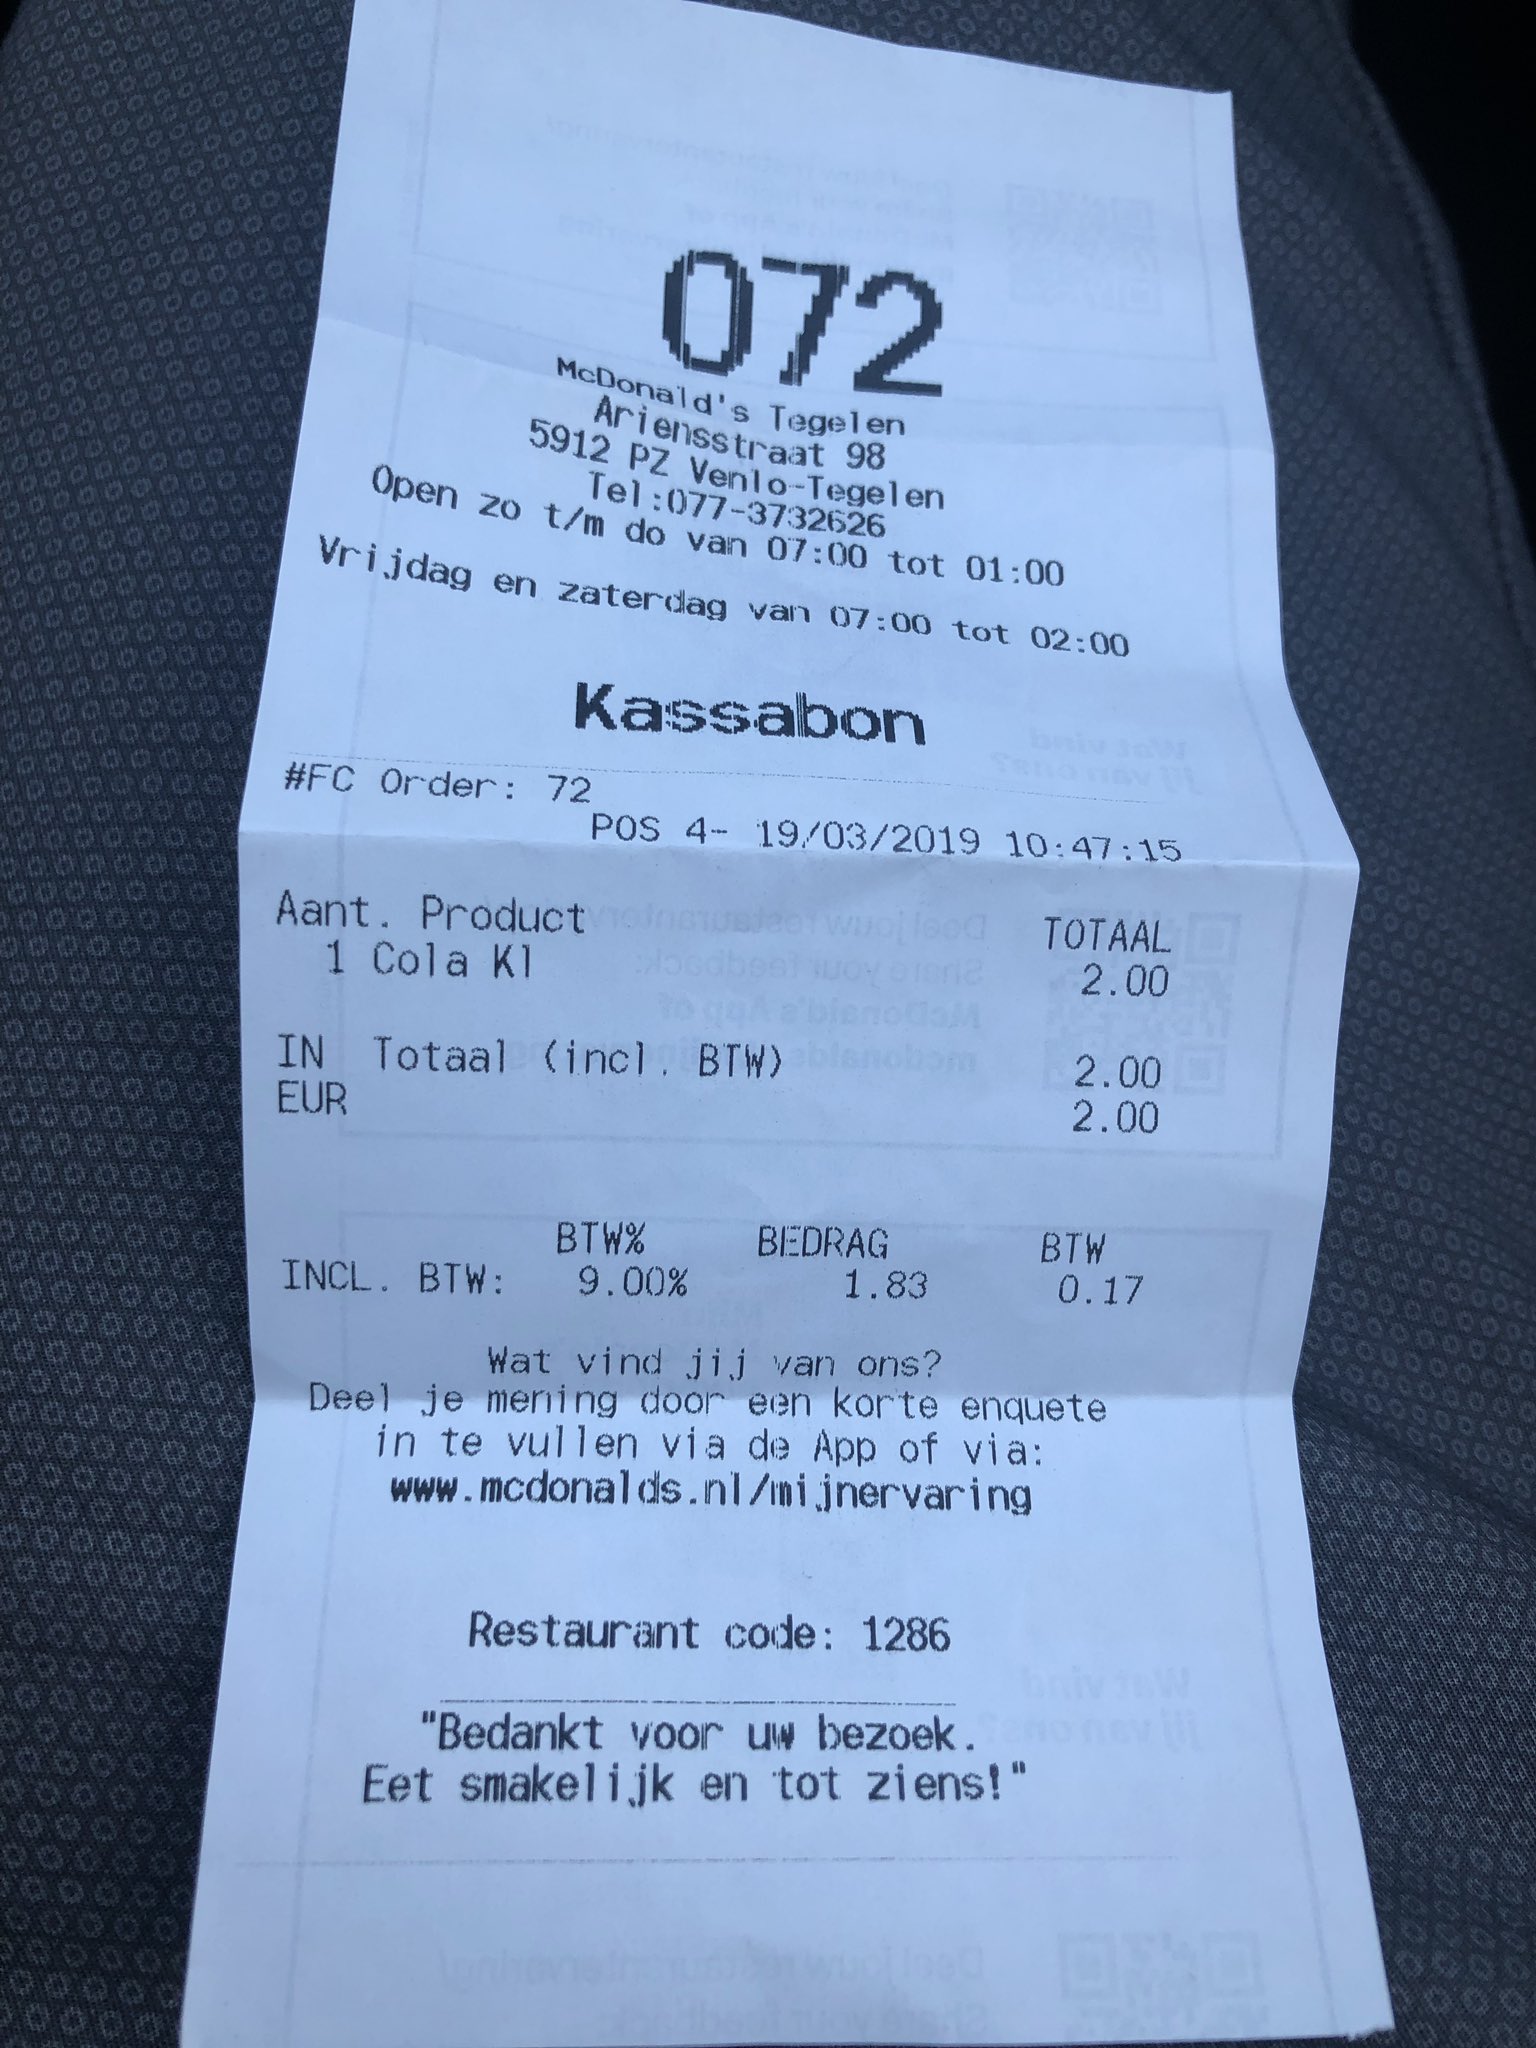 072
McDonald's Tegelen
Ariensstraat 98
5912 PZ Venlo-Tegelen
Tel:077-3732626
Open zo t/m do van 07:00 tot 01:00
Vrijdag en zaterdag van 07:00 tot 02:00
Kassabon
#FC Order: 72
POS 4- 19/03/2019 10:47:15
Aant. Product TOTAAL
1 Cola Kl 2.00
IN Totaal (incl. BTW) 2.00
EUR 2.00
BTW% BEDRAG BTW
INCL. BTW: 9.00% 1.83 0.17
Wat vind jij van ons?
Deel je mening door een korte enquete
in te vullen via de App of via:
www.mcdonalds.nl/mijnervaring
Restaurant code: 1286
"Bedankt voor uw bezoek.
Eet smakelijk en tot ziens!"